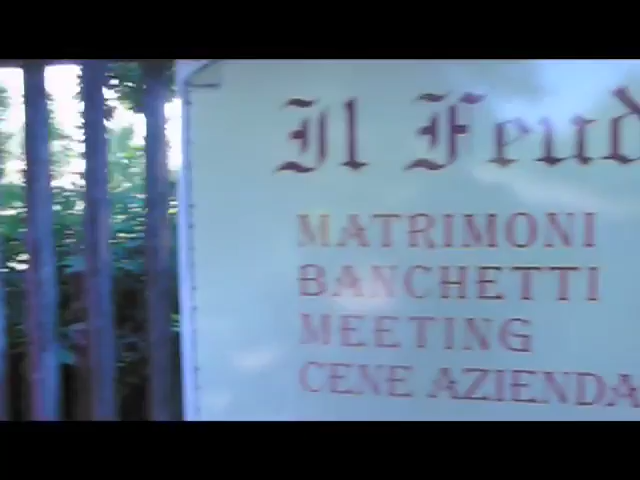 Il Feud
MATRIMONI
BANCHETTI
MEETING
CENE AZIENDA